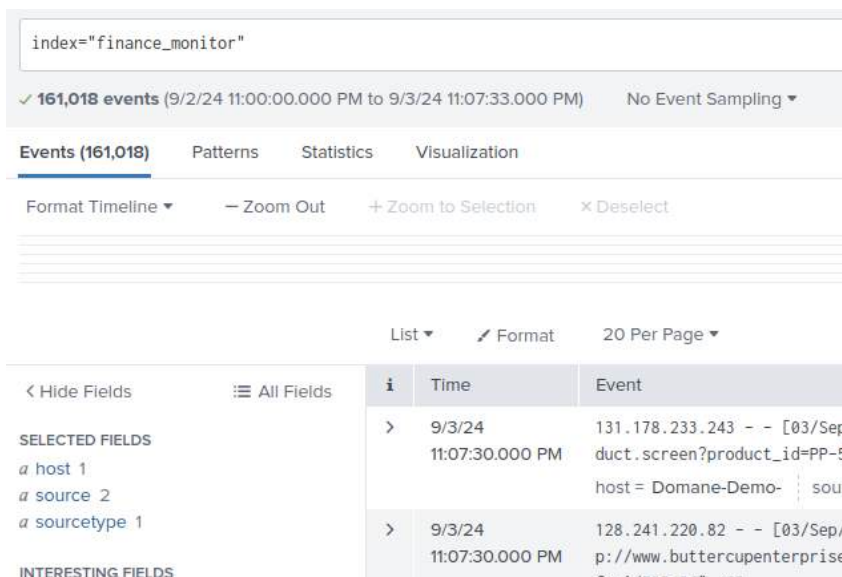 index="finance_monitor"
✓ 161,018 events (9/2/24 11:00:00.000 PM to 9/3/24 11:07:33.000 PM) No Event Sampling ▾
Events (161,018) Patterns Statistics Visualization
Format Timeline ▾ — Zoom Out + Zoom to Selection × Deselect
List ▾ Format 20 Per Page ▾
< Hide Fields All Fields
i Time Event
SELECTED FIELDS
a host 1
a source 2
a sourcetype 1
INTERESTING FIELDS
> 9/3/24 131.178.233.243 - - [03/Sep
11:07:30.000 PM duct.screen?product_id=PP-5
host = Domane-Demo- sou
> 9/3/24 128.241.220.82 - - [03/Sep/
11:07:30.000 PM p://www.buttercupenterprise